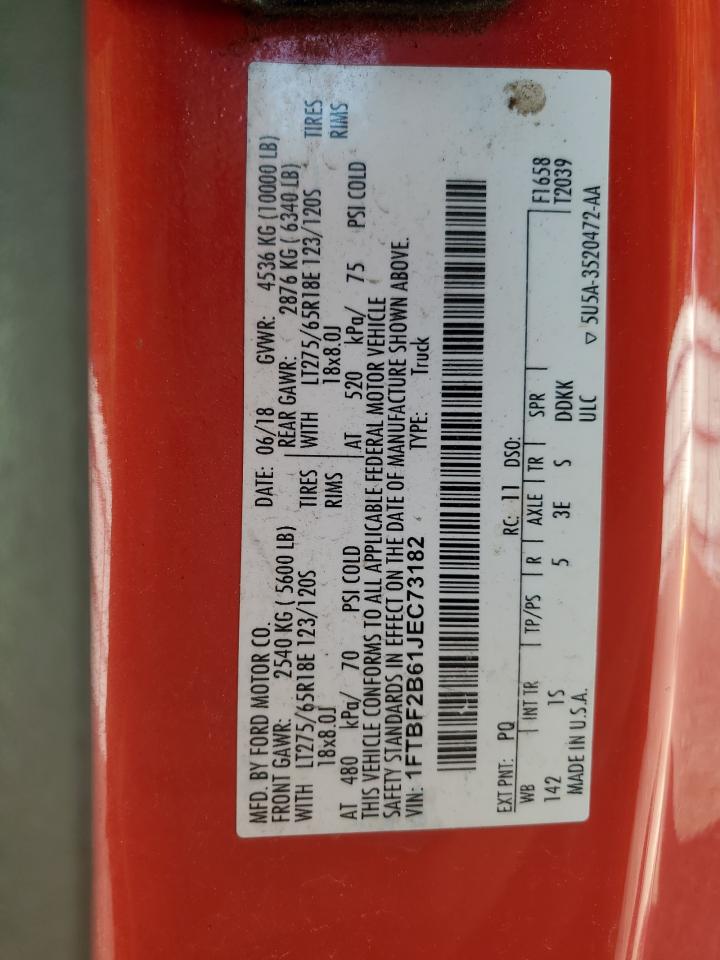 MFD. BY FORD MOTOR CO.
DATE: 06/18 GVWR: 4536 KG (10000 LB)
FRONT GAWR: 2540 KG ( 5600 LB) REAR GAWR: 2876 KG ( 6340 LB)
WITH LT275/65R18E 123/120S TIRES WITH LT275/65R18E 123/120S TIRES
18x8.0J RIMS 18x8.0J RIMS
AT 480 kPa/ 70 PSI COLD AT 520 kPa/ 75 PSI COLD
THIS VEHICLE CONFORMS TO ALL APPLICABLE FEDERAL MOTOR VEHICLE
SAFETY STANDARDS IN EFFECT ON THE DATE OF MANUFACTURE SHOWN ABOVE.
VIN: 1FTBF2B61JEC73182 TYPE: Truck
EXT PNT: PQ RC: 11 DSO:
WB INT TR TP/PS R AXLE TR SPR F1658
142 1S 5 3E S DDKK T2039
MADE IN U.S.A. ULC ▽ 5U5A-3520472-AA